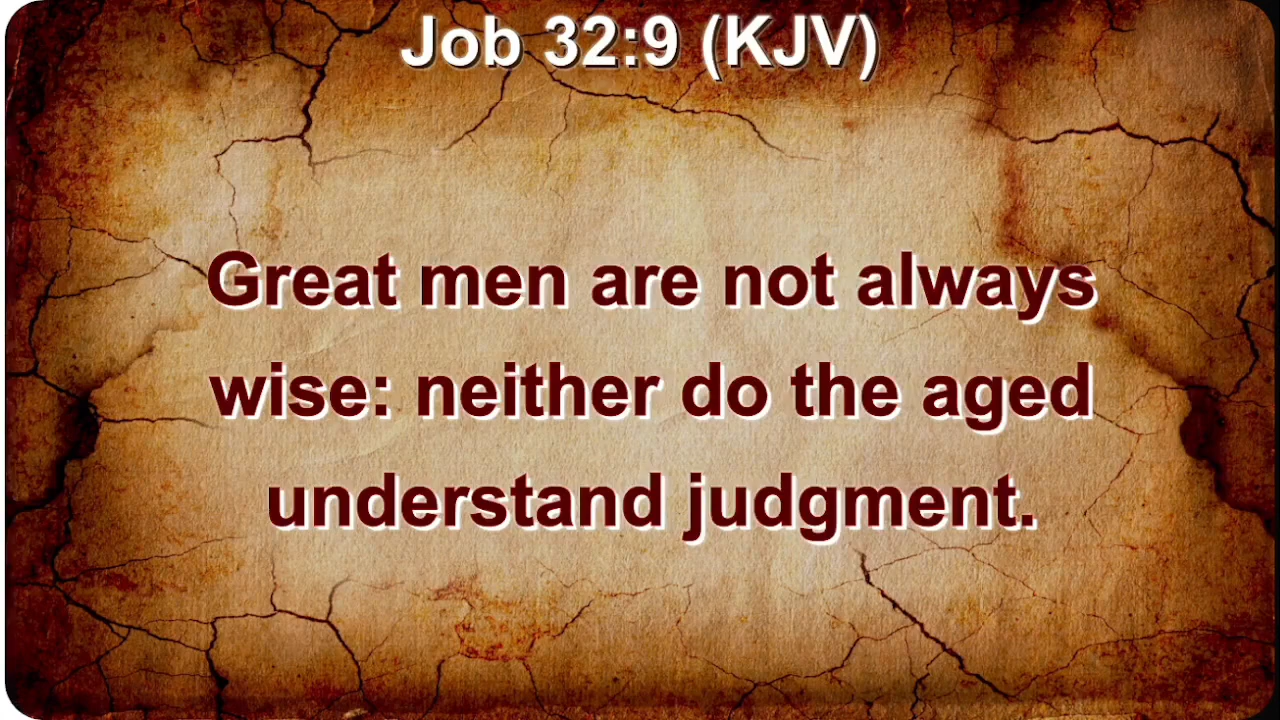 Job 32:9 (KJV)
Great men are not always
wise: neither do the aged
understand judgment.